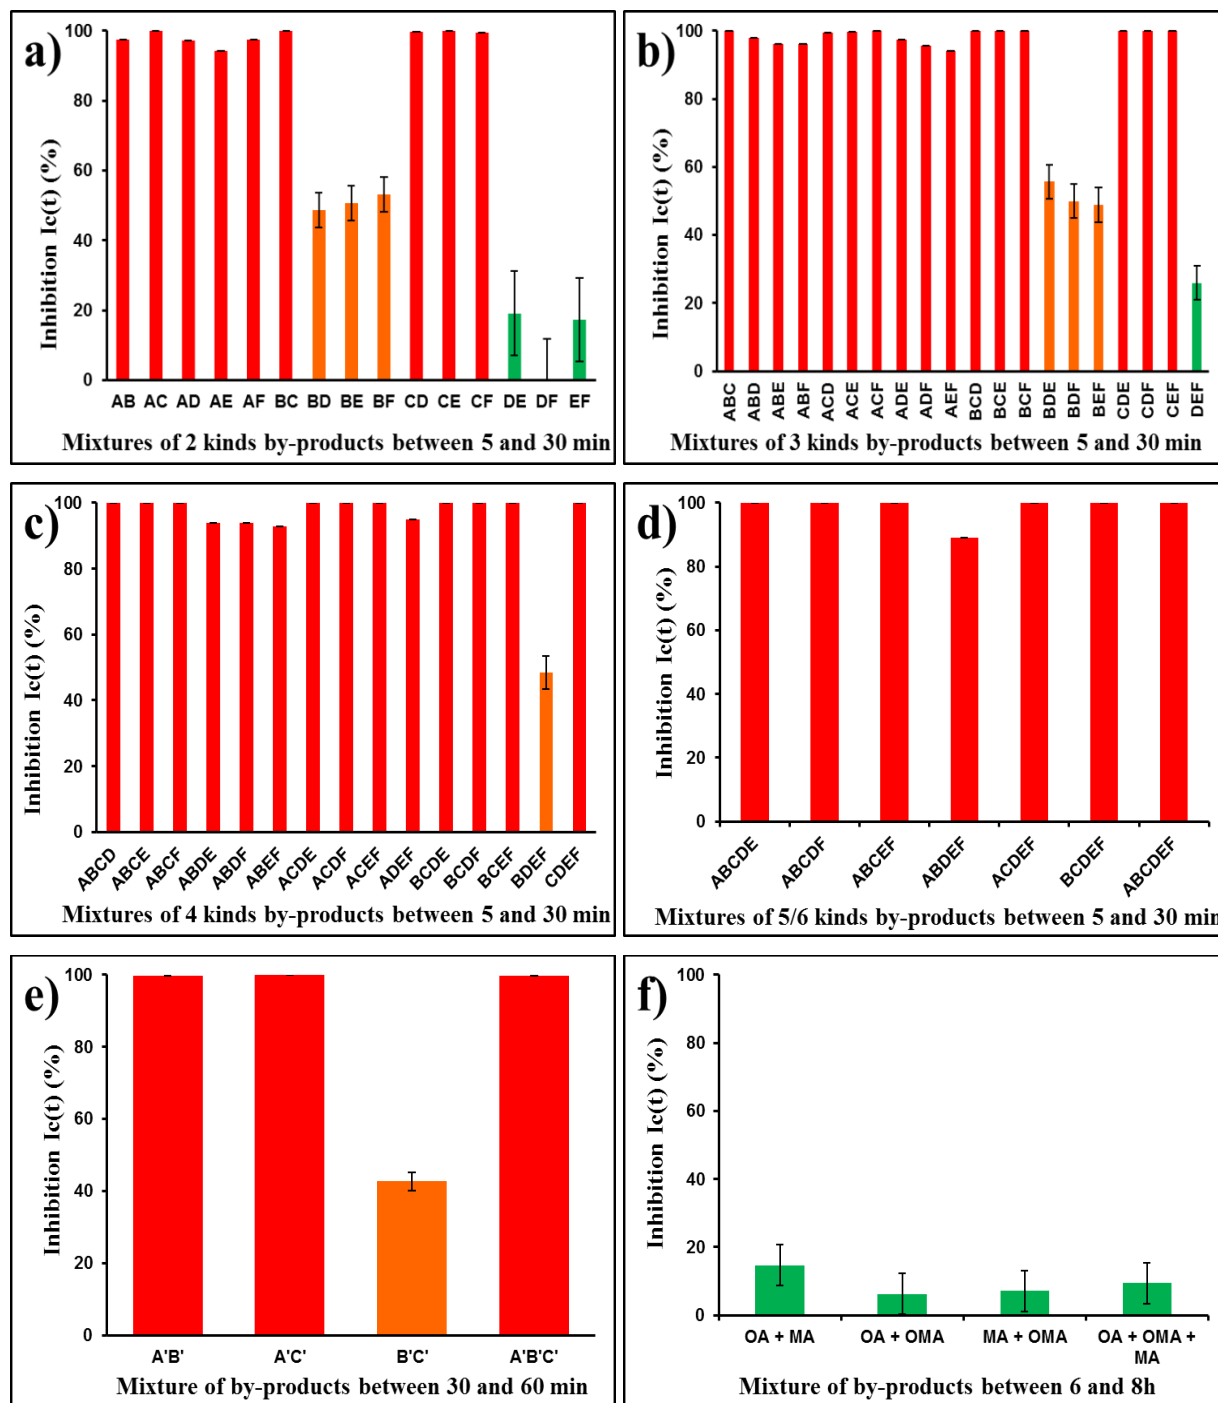 a)
Inhibition Ic(t) (%)
100
80
60
40
20
0
AB AC AD AE AF BC BD BE BF CD CE CF DE DF EF
Mixtures of 2 kinds by-products between 5 and 30 min
b)
Inhibition Ic(t) (%)
100
80
60
40
20
0
ABC ABD ABE ABF ACD ACE ACF ADE ADF AEF BCD BCE BCF BDE BDF BEF CDE CDF CEF DEF
Mixtures of 3 kinds by-products between 5 and 30 min
c)
Inhibition Ic(t) (%)
100
80
60
40
20
0
ABCD ABCE ABCF ABDE ABDF ABEF ACDE ACDF ACEF ADEF BCDE BCDF BCEF BDEF CDEF
Mixtures of 4 kinds by-products between 5 and 30 min
d)
Inhibition Ic(t) (%)
100
80
60
40
20
0
ABCDE ABCDF ABCEF ABDEF ACDEF BCDEF ABCDEF
Mixtures of 5/6 kinds by-products between 5 and 30 min
e)
Inhibition Ic(t) (%)
100
80
60
40
20
0
A'B' A'C' B'C' A'B'C'
Mixture of by-products between 30 and 60 min
f)
Inhibition Ic(t) (%)
100
80
60
40
20
0
OA + MA OA + OMA MA + OMA OA + OMA +
MA
Mixture of by-products between 6 and 8h